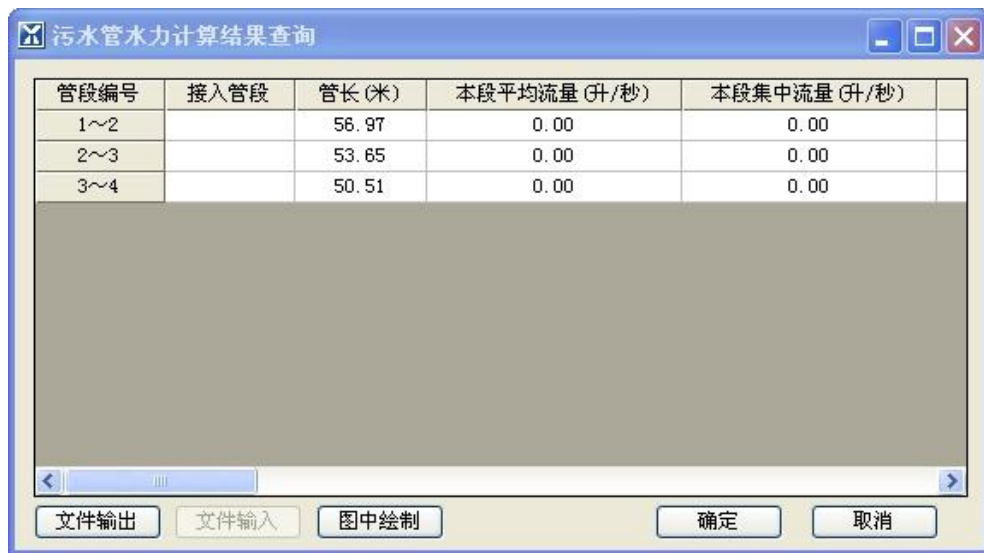 污水管水力计算结果查询
管段编号 接入管段 管长(米) 本段平均流量(升/秒) 本段集中流量(升/秒)
1～2 56.97 0.00 0.00
2～3 53.65 0.00 0.00
3～4 50.51 0.00 0.00
文件输出 文件输入 图中绘制 确定 取消